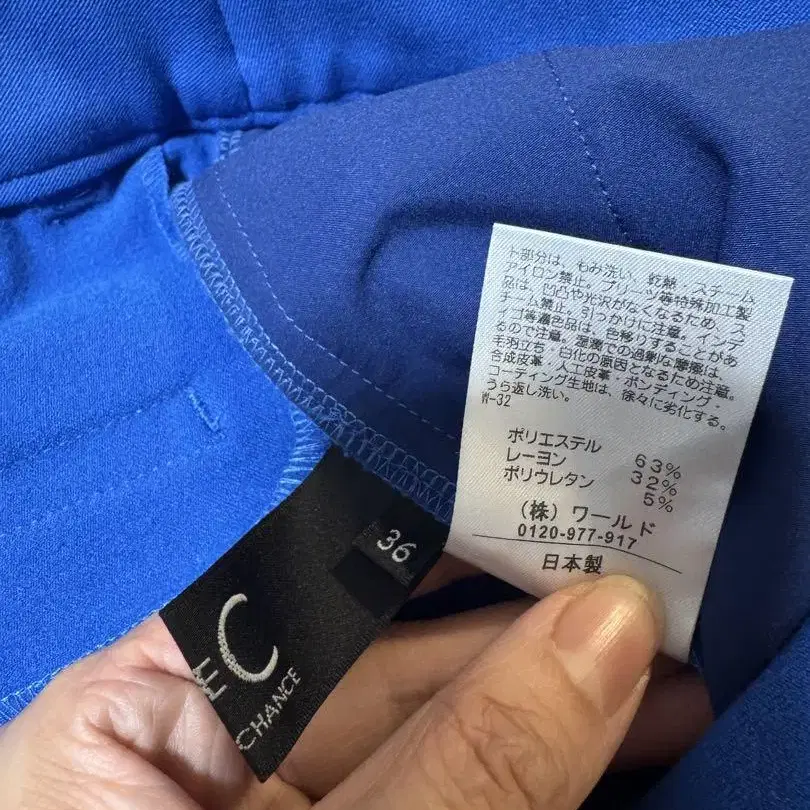 ト部分は、もみ洗い、乾絶・スチーム
アイロン禁止。プリーツ等特殊加工製
品は、凹凸や光沢がなくなるため、ス
チーム禁止。引っかけに注意。インデ
ィゴ等濃色品は、色移りすることがあ
るので注意。湿潤での過剰な摩擦は
毛羽立ち・白化の原因となるため注意。
合成皮革・人工皮革・ボンディング・
コーティング生地は、徐々に劣化する。
うら返し洗い。
W-32
ポリエステル 63%
レーヨン 32%
ポリウレタン 5%
(株) ワールド
0120-977-917
日本製
36
C
CHANCE